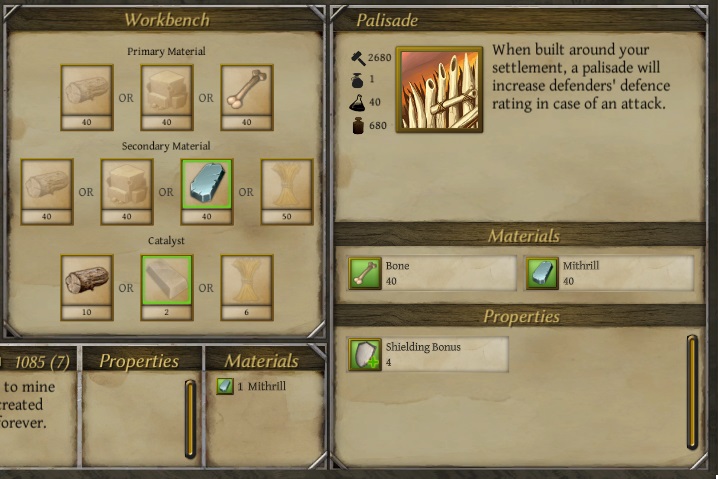 Workbench
Primary Material
OR OR
40 40 40
Secondary Material
OR OR OR
40 40 40 50
Catalyst
OR OR
10 2 6
1085 (7)
to mine
created
forever.
Properties
Materials
1 Mithrill
Palisade
2680
1
40
680
When built around your
settlement, a palisade will
increase defenders' defence
rating in case of an attack.
Materials
Bone
40
Mithrill
40
Properties
Shielding Bonus
4